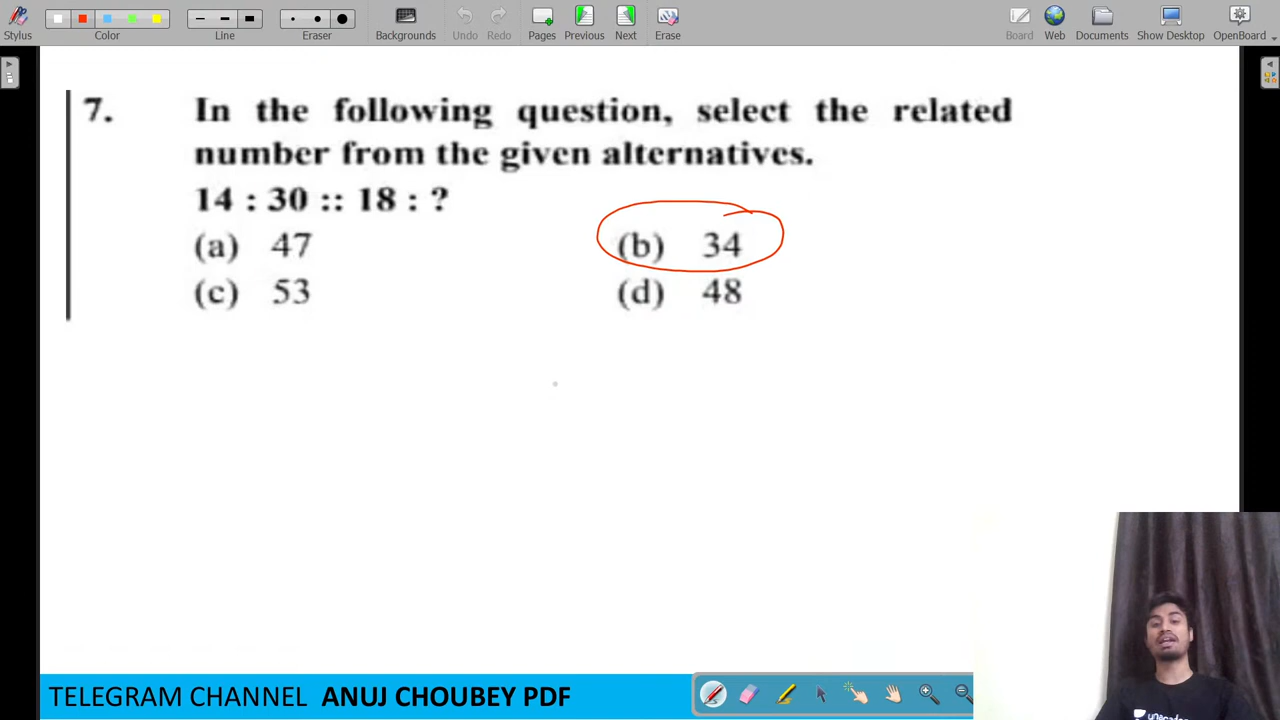 Stylus
Color
Line
Eraser
Backgrounds
Undo
Redo
Pages
Previous
Next
Erase
Board
Web
Documents
Show Desktop
OpenBoard
7. In the following question, select the related
number from the given alternatives.
14 : 30 :: 18 : ?
(a) 47 (b) 34
(c) 53 (d) 48
TELEGRAM CHANNEL ANUJ CHOUBEY PDF